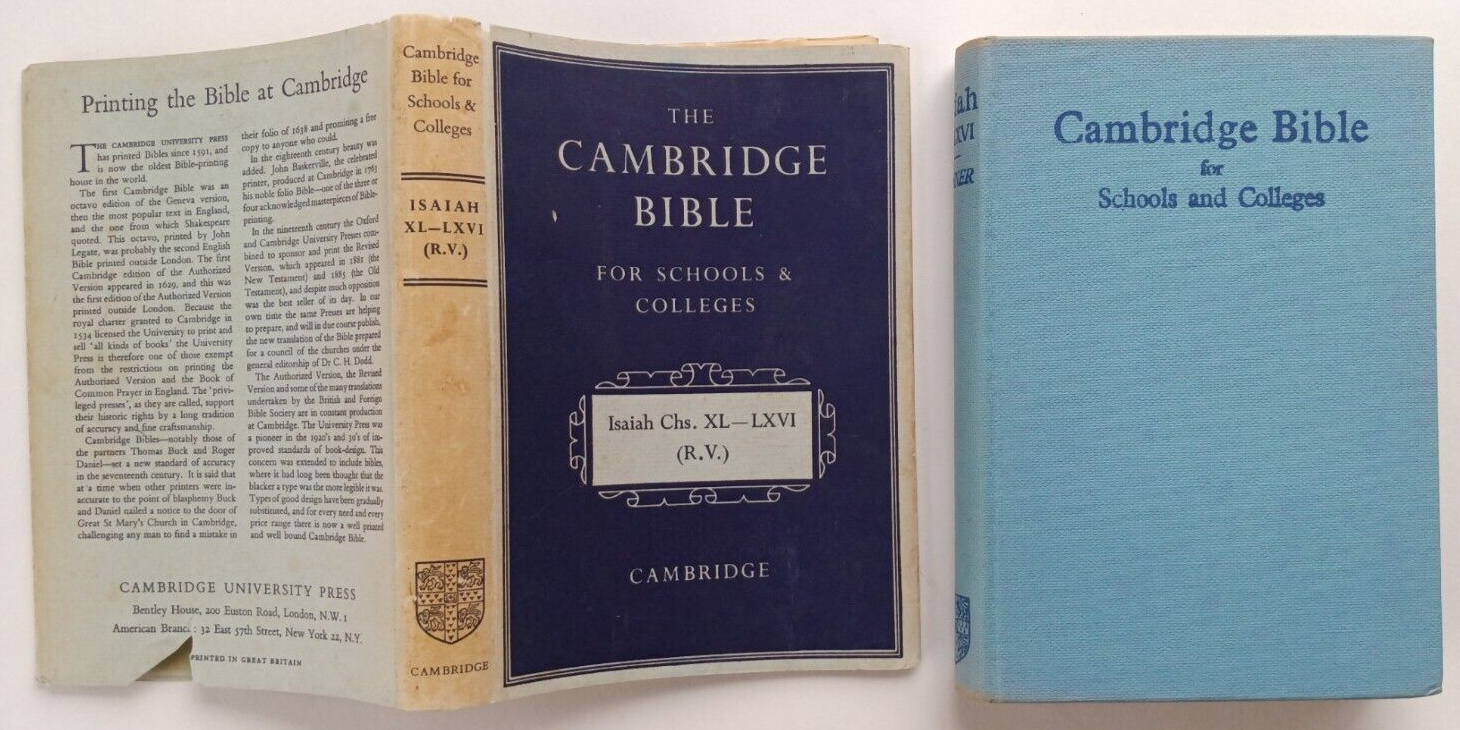 Printing the Bible at Cambridge
THE CAMBRIDGE UNIVERSITY PRESS
has printed Bibles since 1591, and
is now the oldest Bible-printing
house in the world.
The first Cambridge Bible was an
octavo edition of the Geneva version,
then the most popular text in England,
and the one from which Shakespeare
quoted. This octavo, printed by John
Legate, was probably the second English
Bible printed outside London. The first
Cambridge edition of the Authorized
Version appeared in 1629, and this was
the first edition of the Authorized Version
printed outside London. Because the
royal charter granted to Cambridge in
1534 licensed the University to print and
sell 'all kinds of books' the University
Press is therefore one of those exempt
from the restrictions on printing the
Authorized Version and the Book of
Common Prayer in England. The 'privi-
leged presses', as they are called, support
their historic rights by a long tradition
of accuracy and fine craftsmanship.
Cambridge Bibles—notably those of
the partners Thomas Buck and Roger
Daniel—set a new standard of accuracy
in the seventeenth century. It is said that
at a time when other printers were in-
accurate to the point of blasphemy Buck
and Daniel nailed a notice to the door of
Great St Mary's Church in Cambridge,
challenging any man to find a mistake in
their folio of 1638 and promising a free
copy to anyone who could.
In the eighteenth century beauty was
added. John Baskerville, the celebrated
printer, produced at Cambridge in 1763
his noble folio Bible—one of the three or
four acknowledged masterpieces of Bible-
printing.
In the nineteenth century the Oxford
and Cambridge University Presses com-
bined to sponsor and print the Revised
Version, which appeared in 1881 (the
New Testament) and 1885 (the Old
Testament), and despite much opposition
was the best seller of its day. In our
own time the same Presses are helping
to prepare, and will in due course publish,
the new translation of the Bible prepared
for a council of the churches under the
general editorship of Dr C. H. Dodd.
The Authorized Version, the Revised
Version and some of the many translations
undertaken by the British and Foreign
Bible Society are in constant production
at Cambridge. The University Press was
a pioneer in the 1920's and 30's of im-
proved standards of book-design. This
concern was extended to include bibles,
where it had long been thought that the
blacker a type was the more legible it was.
Types of good design have been gradually
substituted, and for every need and every
price range there is now a well printed
and well bound Cambridge Bible.
CAMBRIDGE UNIVERSITY PRESS
Bentley House, 200 Euston Road, London, N.W.1
American Branc : 32 East 57th Street, New York 22, N.Y.
PRINTED IN GREAT BRITAIN
Cambridge
Bible for
Schools &
Colleges
ISAIAH
XL—LXVI
(R.V.)
CAMBRIDGE
THE
CAMBRIDGE
BIBLE
FOR SCHOOLS &
COLLEGES
Isaiah Chs. XL—LXVI
(R.V.)
CAMBRIDGE
iah
XVI
NER
Cambridge Bible
for
Schools and Colleges